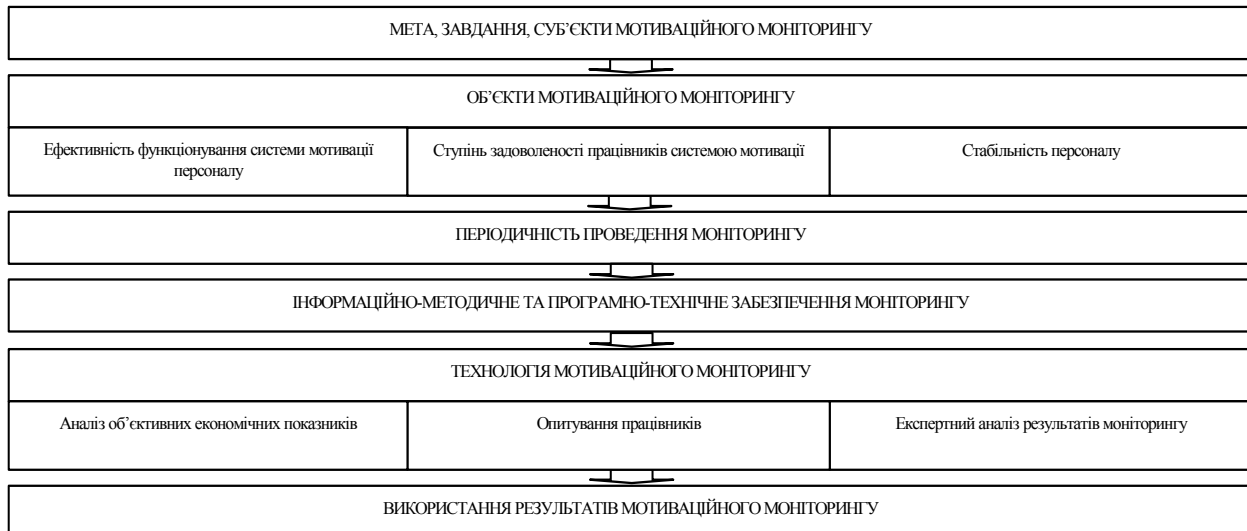 МЕТА, ЗАВДАННЯ, СУБ’ЄКТИ МОТИВАЦІЙНОГО МОНІТОРИНГУ
ОБ’ЄКТИ МОТИВАЦІЙНОГО МОНІТОРИНГУ
Ефективність функціонування системи мотивації
персоналу
Ступінь задоволеності працівників системою мотивації
Стабільність персоналу
ПЕРІОДИЧНІСТЬ ПРОВЕДЕННЯ МОНІТОРИНГУ
ІНФОРМАЦІЙНО-МЕТОДИЧНЕ ТА ПРОГРАМНО-ТЕХНІЧНЕ ЗАБЕЗПЕЧЕННЯ МОНІТОРИНГУ
ТЕХНОЛОГІЯ МОТИВАЦІЙНОГО МОНІТОРИНГУ
Аналіз об’єктивних економічних показників
Опитування працівників
Експертний аналіз результатів моніторингу
ВИКОРИСТАННЯ РЕЗУЛЬТАТІВ МОТИВАЦІЙНОГО МОНІТОРИНГУ